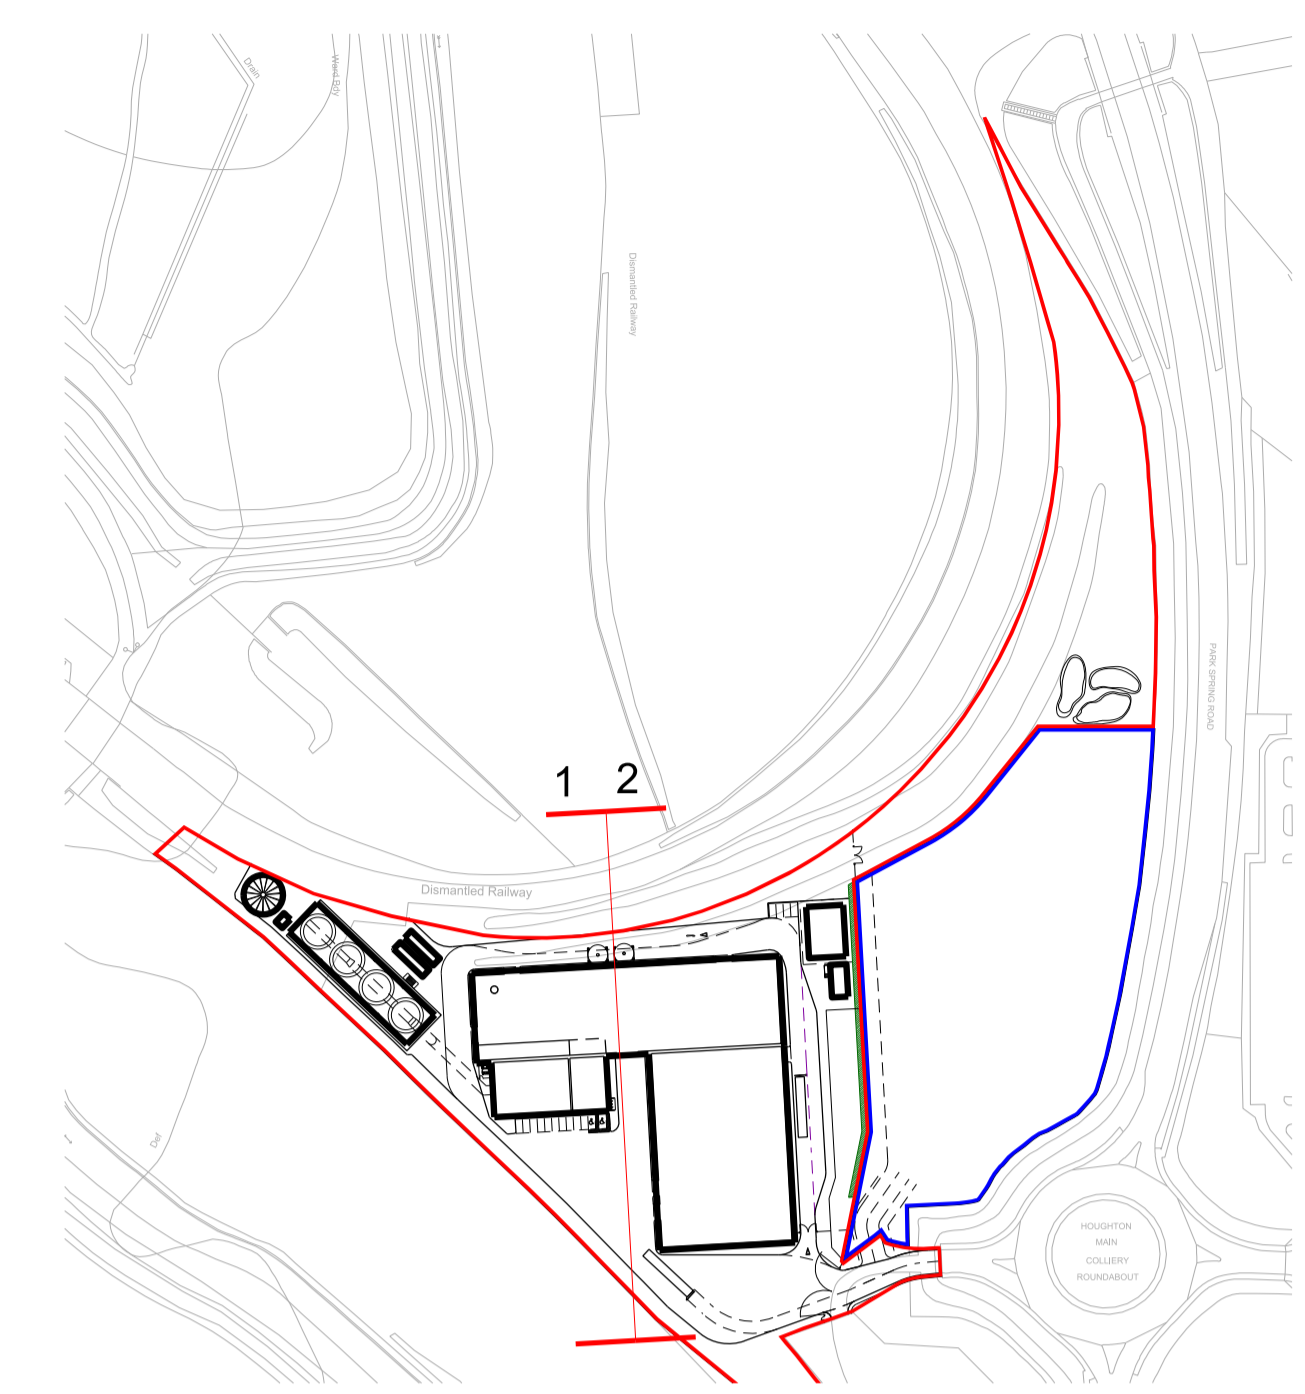 Drain
Ward Bdy
Dismantled Railway
PARK SPRING ROAD
1 2
Dismantled Railway
Def
HOUGHTON
MAIN
COLLIERY
ROUNDABOUT